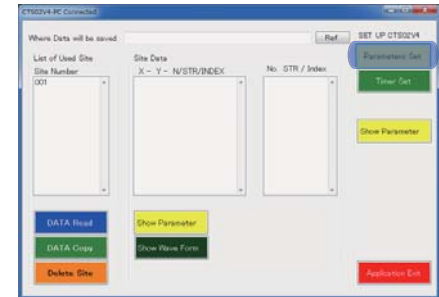 CTS02V4-PC Connected
Where Data will be saved
Ref
SET UP CTS02V4
List of Used Site
Site Number
001
Site Data
X - Y - N/STR/INDEX
No. STR / Index
Parameters Set
Timer Set
Show Parameter
DATA Read
DATA Copy
Delete Site
Show Parameter
Show Wave Form
Application Exit